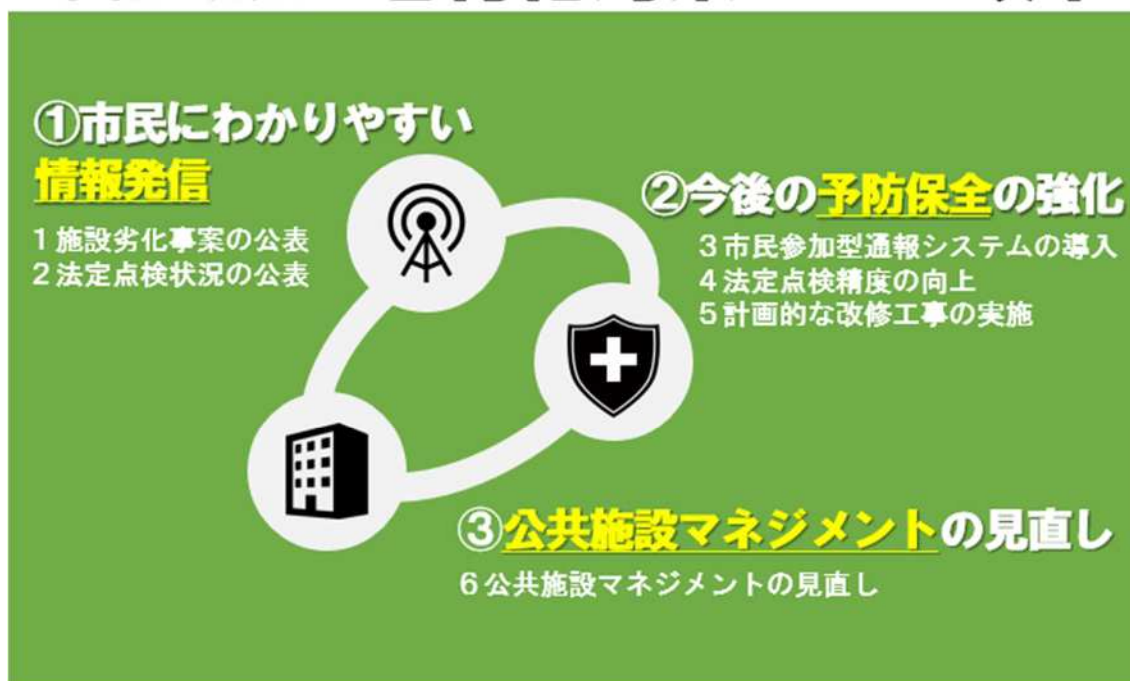 ①市民にわかりやすい
情報発信
1施設劣化事案の公表
2法定点検状況の公表
②今後の予防保全の強化
3市民参加型通報システムの導入
4法定点検精度の向上
5計画的な改修工事の実施
③公共施設マネジメントの見直し
6公共施設マネジメントの見直し